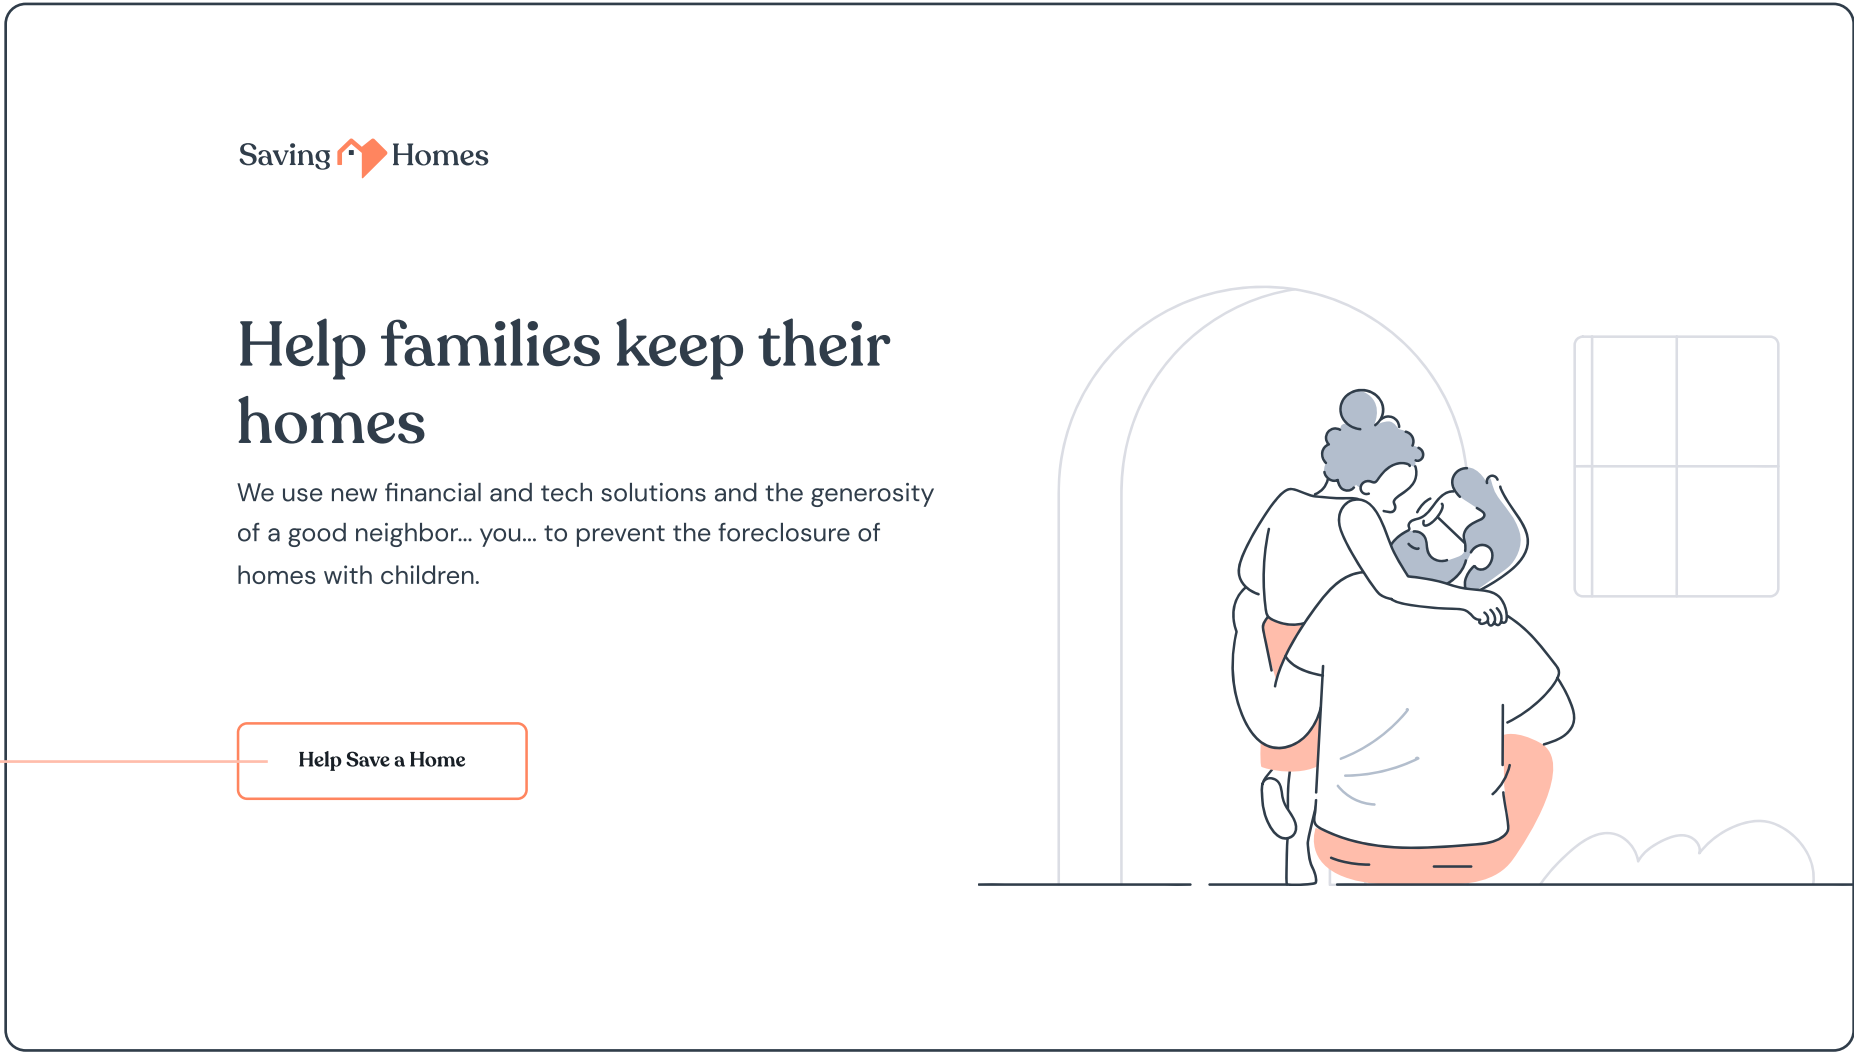 Saving Homes
Help families keep their
homes
We use new financial and tech solutions and the generosity
of a good neighbor... you... to prevent the foreclosure of
homes with children.
Help Save a Home